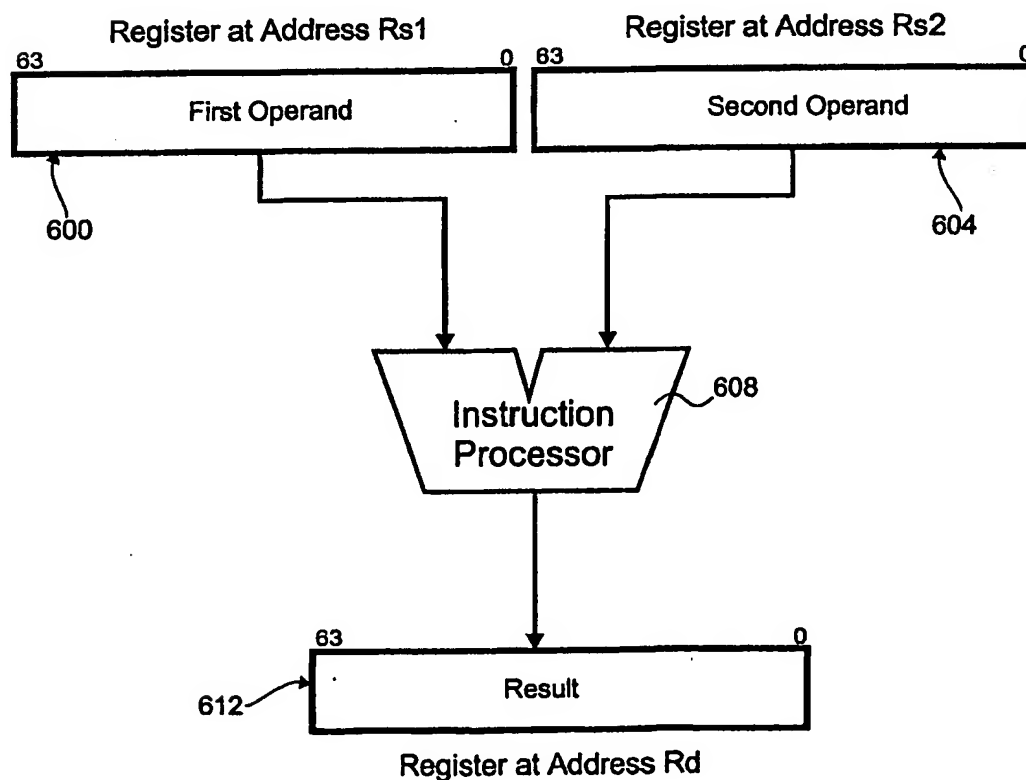 Register at Address Rs1
Register at Address Rs2
63 0
63 0
First Operand
Second Operand
600
604
608
Instruction
Processor
63 0
612
Result
Register at Address Rd